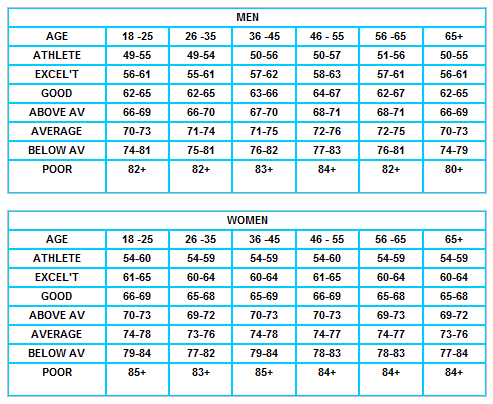 MEN
AGE 18 -25 26 -35 36 -45 46 - 55 56 -65 65+
ATHLETE 49-55 49-54 50-56 50-57 51-56 50-55
EXCEL'T 56-61 55-61 57-62 58-63 57-61 56-61
GOOD 62-65 62-65 63-66 64-67 62-67 62-65
ABOVE AV 66-69 66-70 67-70 68-71 68-71 66-69
AVERAGE 70-73 71-74 71-75 72-76 72-75 70-73
BELOW AV 74-81 75-81 76-82 77-83 76-81 74-79
POOR 82+ 82+ 83+ 84+ 82+ 80+
WOMEN
AGE 18 -25 26 -35 36 -45 46 - 55 56 -65 65+
ATHLETE 54-60 54-59 54-59 54-60 54-59 54-59
EXCEL'T 61-65 60-64 60-64 61-65 60-64 60-64
GOOD 66-69 65-68 65-69 66-69 65-68 65-68
ABOVE AV 70-73 69-72 70-73 70-73 69-73 69-72
AVERAGE 74-78 73-76 74-78 74-77 74-77 73-76
BELOW AV 79-84 77-82 79-84 78-83 78-83 77-84
POOR 85+ 83+ 85+ 84+ 84+ 84+